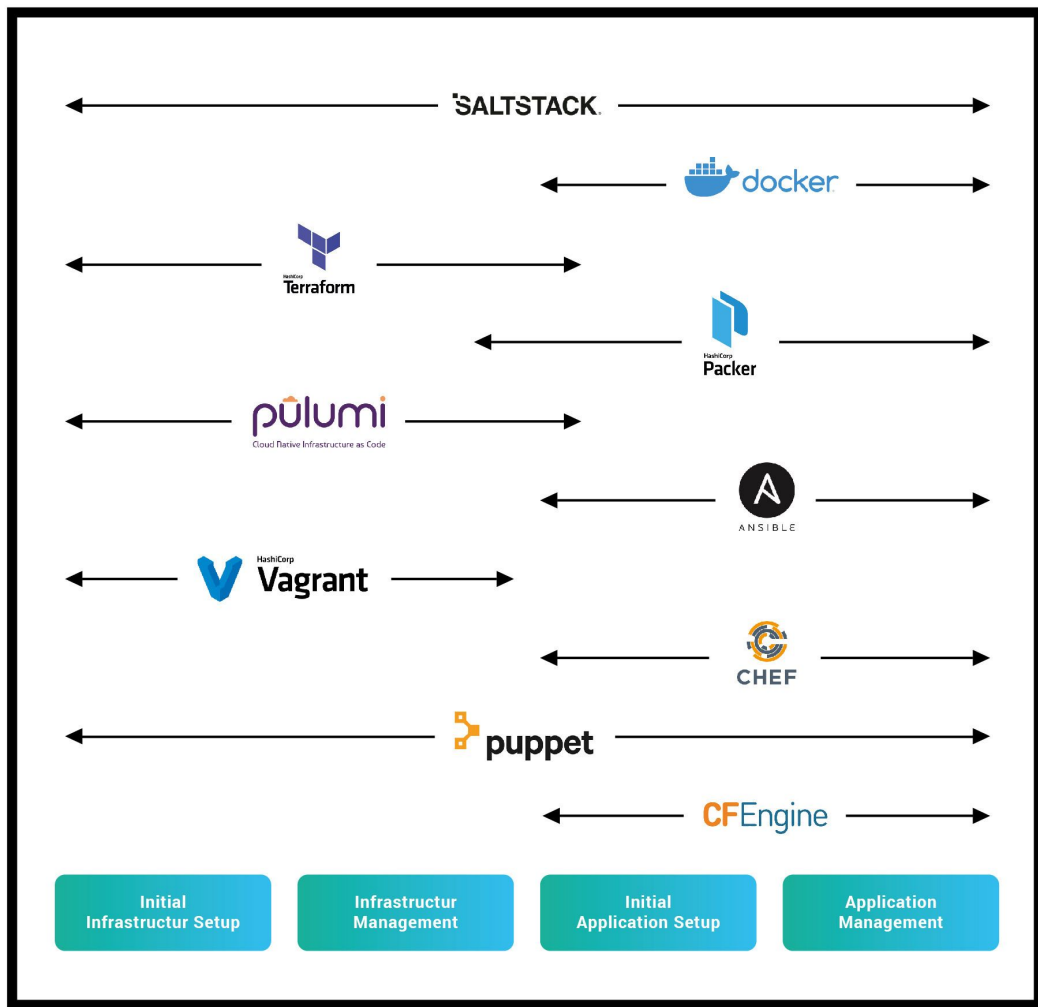 SALTSTACK
docker
HashiCorp
Terraform
HashiCorp
Packer
pulumi
Cloud Native Infrastructure as Code
ANSIBLE
HashiCorp
Vagrant
CHEF
puppet
CFEngine
Initial
Infrastructur Setup
Infrastructur
Management
Initial
Application Setup
Application
Management